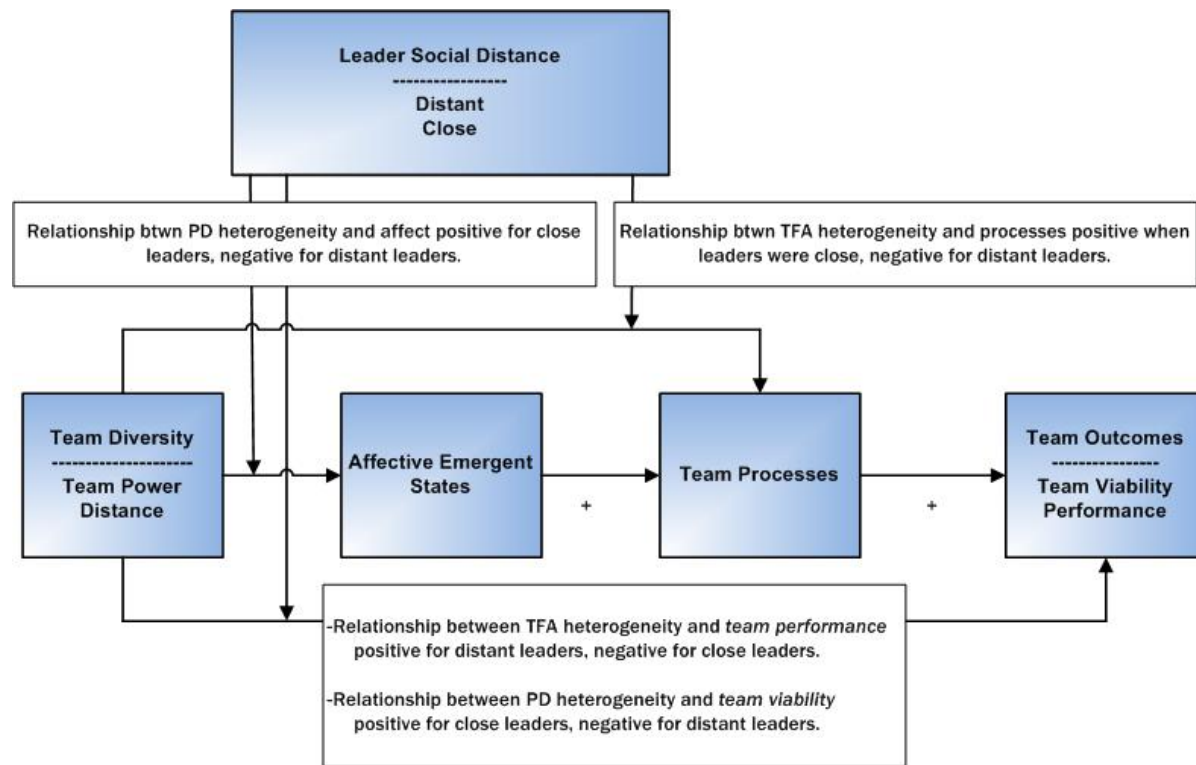 Leader Social Distance
-----------------
Distant
Close
Relationship btwn PD heterogeneity and affect positive for close
leaders, negative for distant leaders.
Relationship btwn TFA heterogeneity and processes positive when
leaders were close, negative for distant leaders.
Team Diversity
---------------------
Team Power
Distance
Affective Emergent
States
+
Team Processes
+
Team Outcomes
----------------
Team Viability
Performance
-Relationship between TFA heterogeneity and team performance
positive for distant leaders, negative for close leaders.
-Relationship between PD heterogeneity and team viability
positive for close leaders, negative for distant leaders.